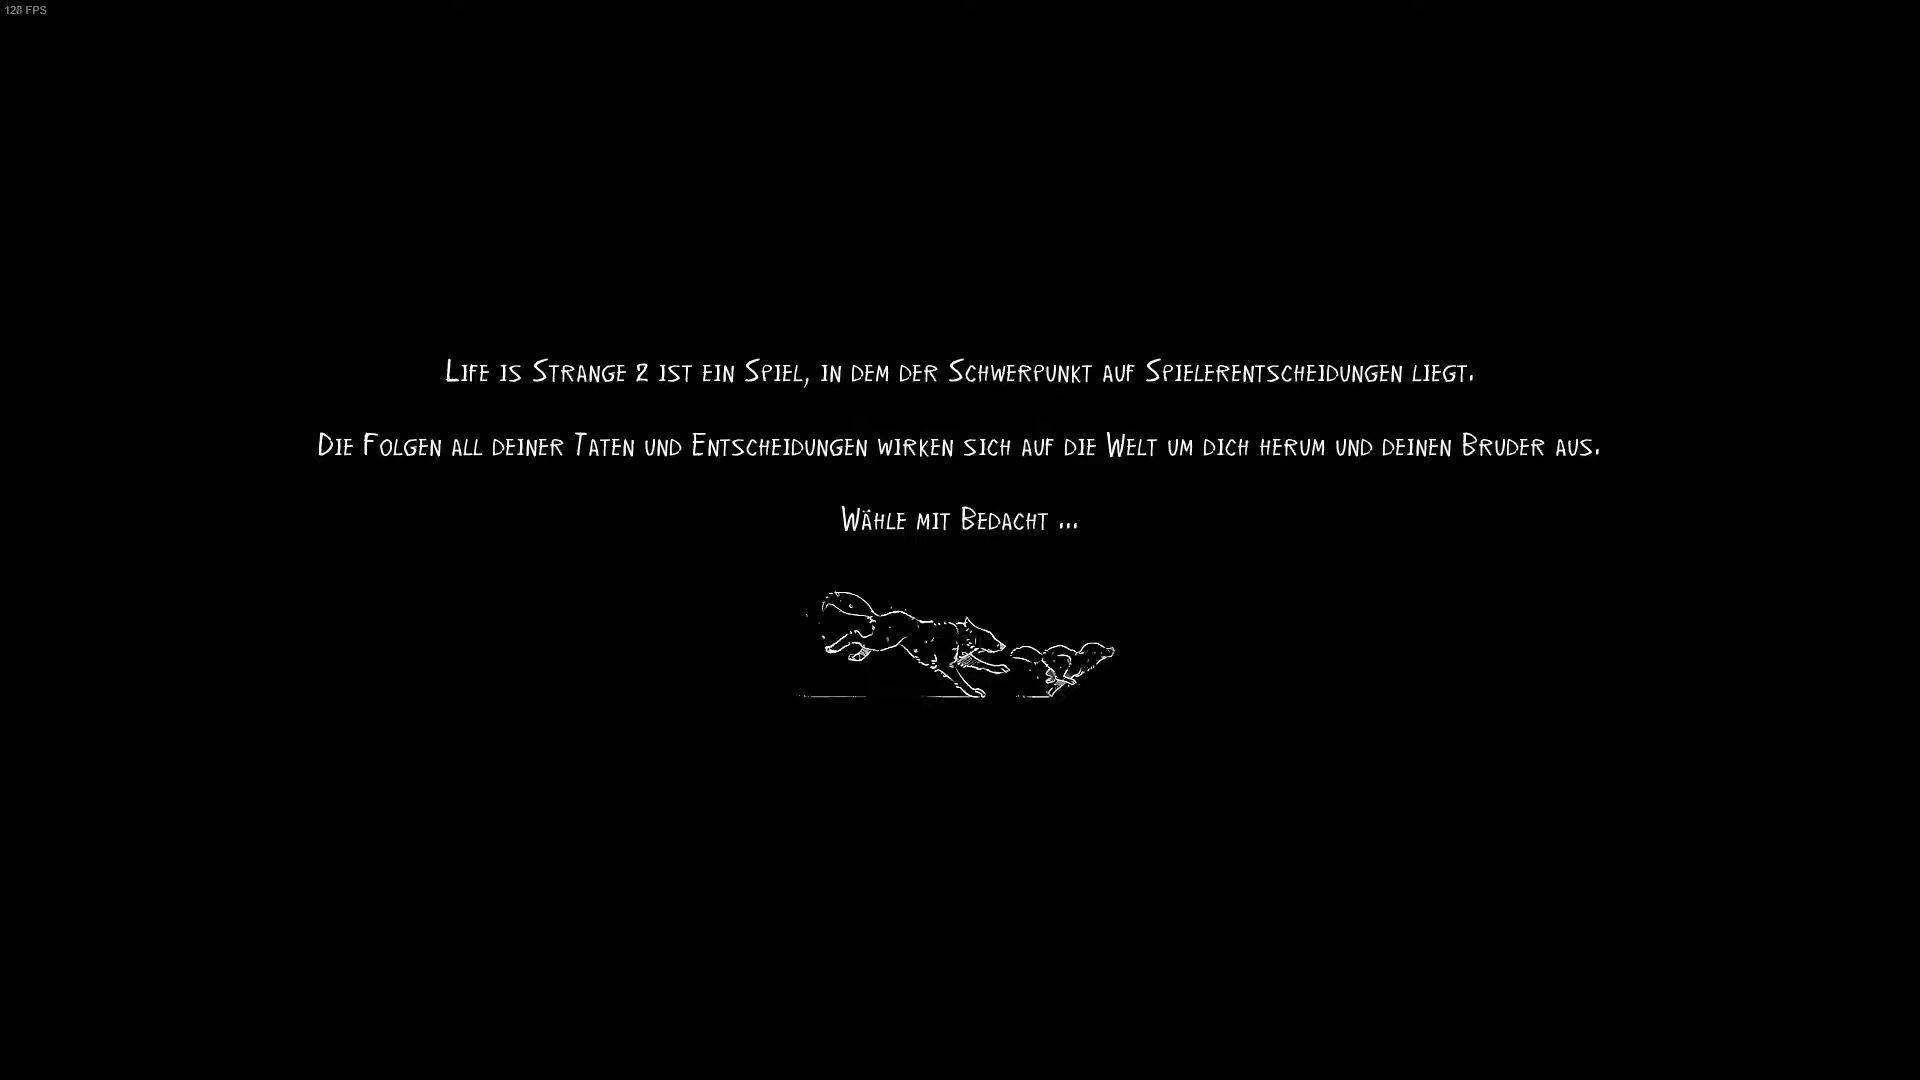 128 FPS
Life is Strange 2 ist ein Spiel, in dem der Schwerpunkt auf Spielerentscheidungen liegt.
Die Folgen all deiner Taten und Entscheidungen wirken sich auf die Welt um dich herum und deinen Bruder aus.
Wähle mit Bedacht ...